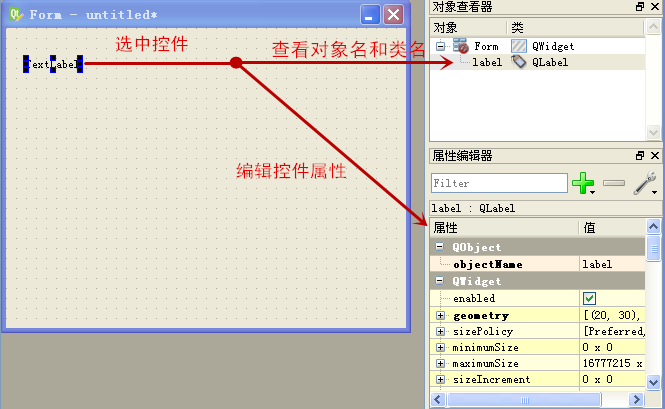 Form - untitled*
选中控件
TextLabel
查看对象名和类名
编辑控件属性
对象查看器
对象 类
Form QWidget
label QLabel
属性编辑器
Filter
label : QLabel
属性 值
QObject
objectName label
QWidget
enabled
geometry [(20, 30),
sizePolicy [Preferred,
minimumSize 0 x 0
maximumSize 16777215 x
sizeIncrement 0 x 0